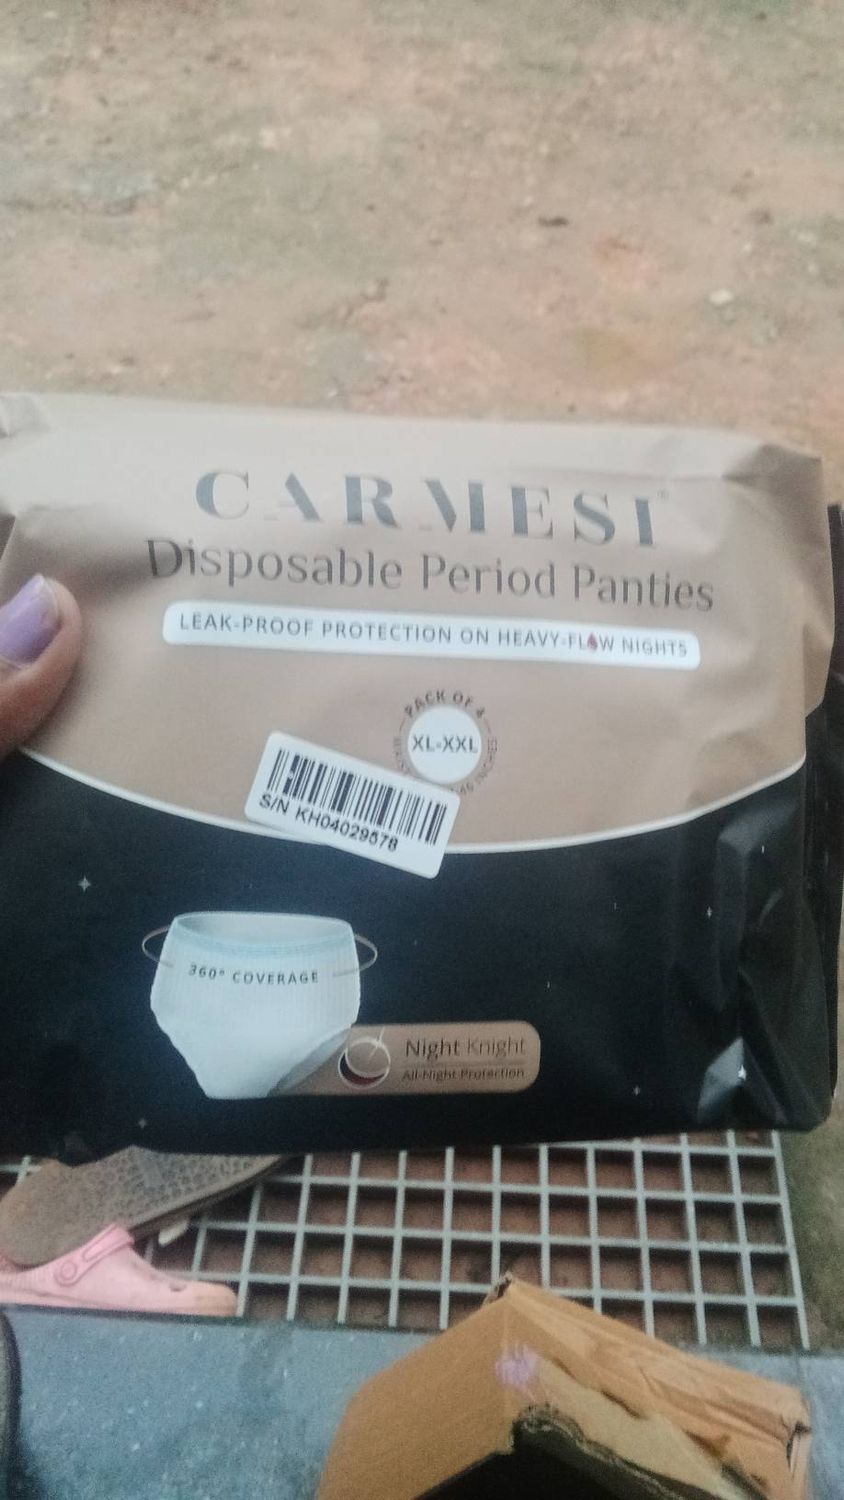 CARMESI®
Disposable Period Panties
LEAK-PROOF PROTECTION ON HEAVY-FLOW NIGHTS
PACK OF 4
XL-XXL
S/N KH04029578
360° COVERAGE
Night Knight
All-Night Protection